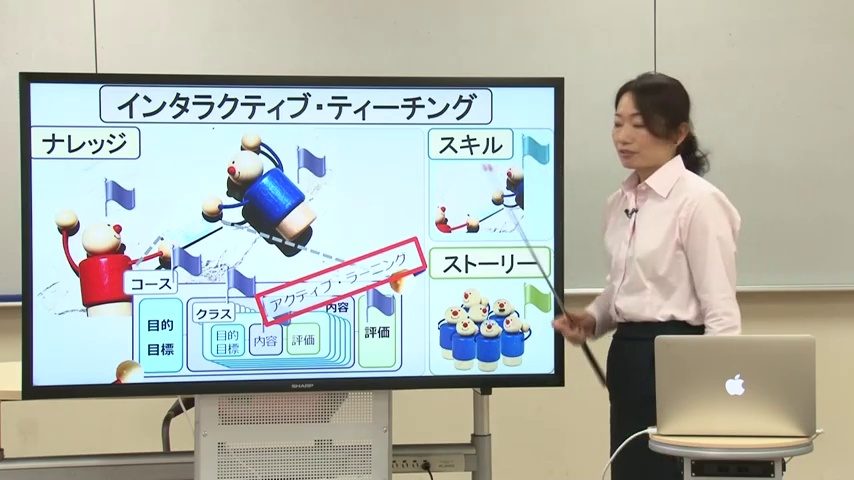 インタラクティブ・ティーチング
ナレッジ
スキル
ストーリー
コース
目的
目標
クラス
目的
目標
内容
評価
内容
評価
アクティブ・ラーニング
SHARP